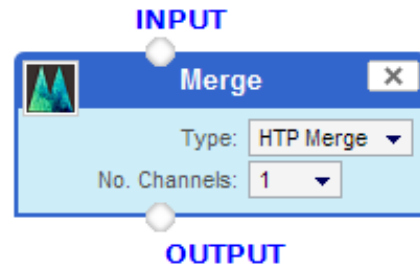 INPUT
Merge
Type: HTP Merge
No. Channels: 1
OUTPUT